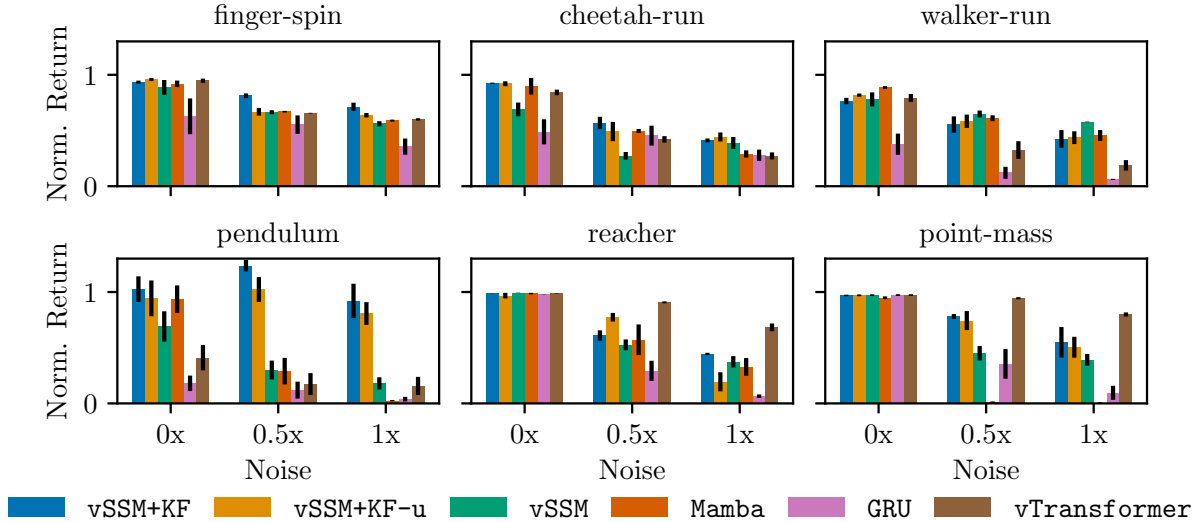 finger-spin cheetah-run walker-run
Norm. Return
1
0
pendulum reacher point-mass
Norm. Return
1
0
0x 0.5x 1x 0x 0.5x 1x 0x 0.5x 1x
Noise Noise Noise
vSSM+KF vSSM+KF-u vSSM Mamba GRU vTransformer